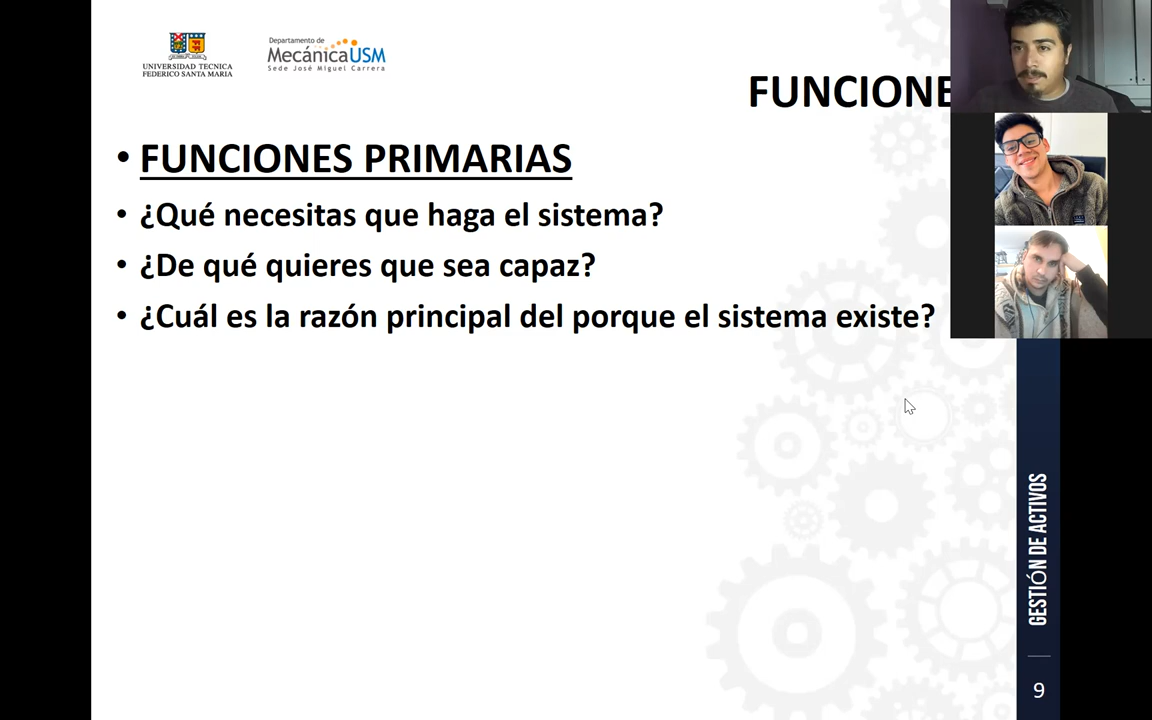 UNIVERSIDAD TECNICA
FEDERICO SANTA MARIA
Departamento de
MecánicaUSM
Sede José Miguel Carrera
FUNCIONE
• FUNCIONES PRIMARIAS
• ¿Qué necesitas que haga el sistema?
• ¿De qué quieres que sea capaz?
• ¿Cuál es la razón principal del porque el sistema existe?
GESTIÓN DE ACTIVOS
9